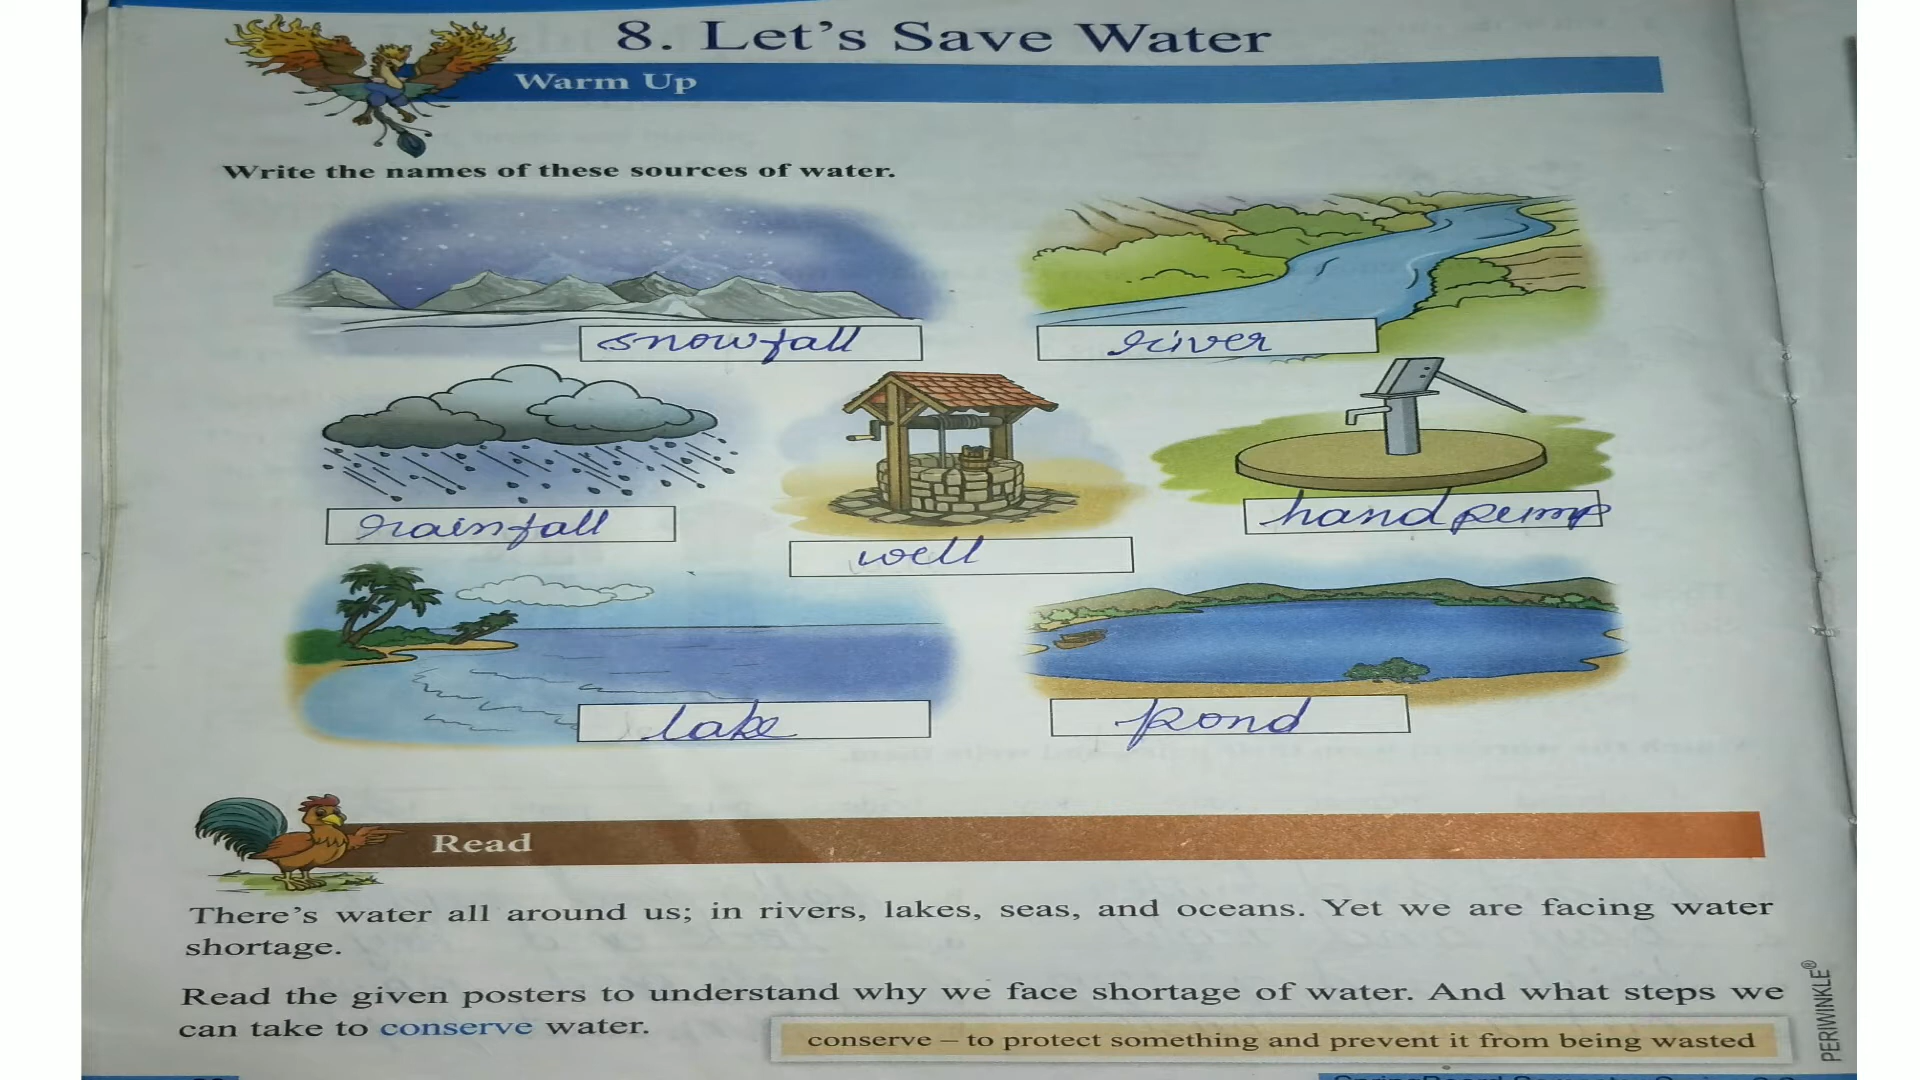 8. Let's Save Water
Warm Up
Write the names of these sources of water.
snowfall
river
rainfall
well
hand pump
lake
pond
Read
There's water all around us; in rivers, lakes, seas, and oceans. Yet we are facing water
shortage.
Read the given posters to understand why we face shortage of water. And what steps we
can take to conserve water.
conserve – to protect something and prevent it from being wasted
PERIWINKLE®